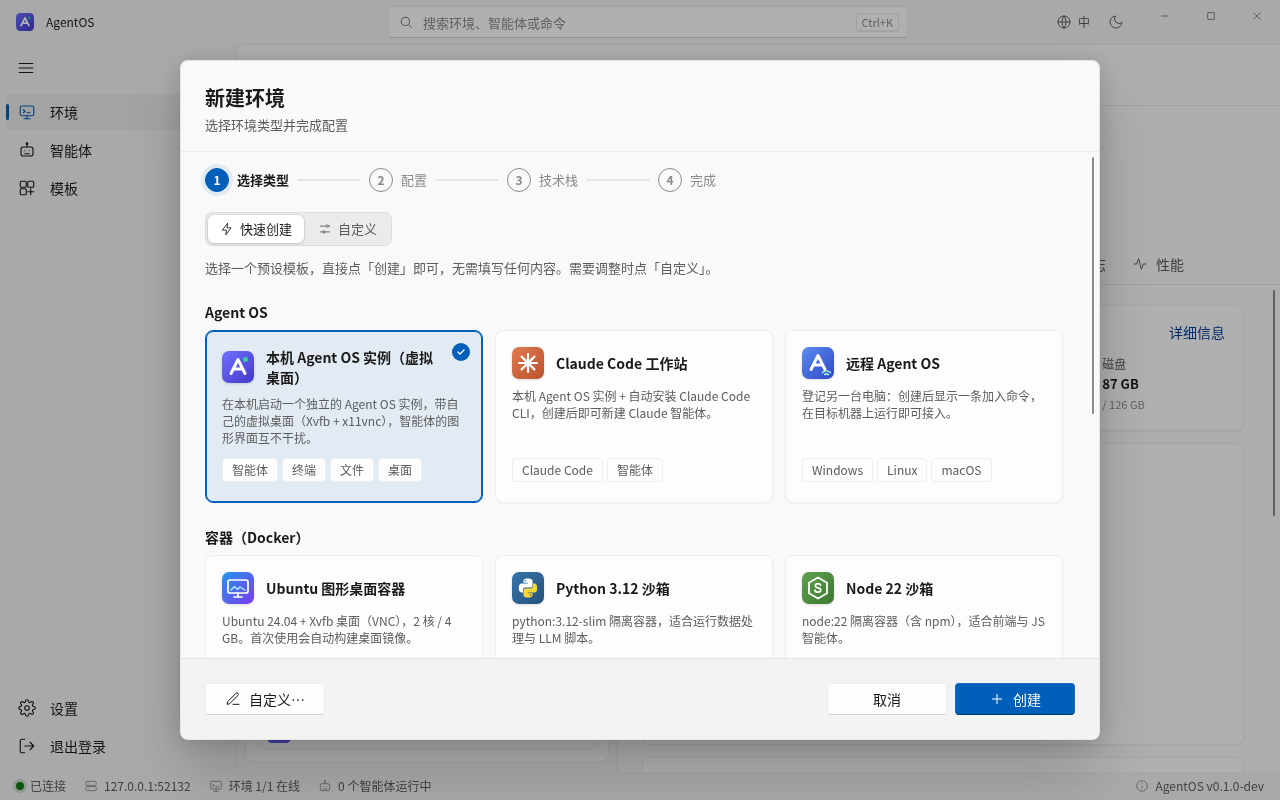 AgentOS
搜索环境、智能体或命令
Ctrl+K
中
环境
智能体
模板
新建环境
选择环境类型并完成配置
1 选择类型
2 配置
3 技术栈
4 完成
快速创建
自定义
选择一个预设模板，直接点「创建」即可，无需填写任何内容。需要调整时点「自定义」。
Agent OS
本机 Agent OS 实例（虚拟
桌面）
在本机启动一个独立的 Agent OS 实例，带自
己的虚拟桌面（Xvfb + x11vnc），智能体的图
形界面互不干扰。
智能体 终端 文件 桌面
Claude Code 工作站
本机 Agent OS 实例 + 自动安装 Claude Code
CLI，创建后即可新建 Claude 智能体。
Claude Code 智能体
远程 Agent OS
登记另一台电脑：创建后显示一条加入命令，
在目标机器上运行即可接入。
Windows Linux macOS
容器（Docker）
Ubuntu 图形桌面容器
Ubuntu 24.04 + Xvfb 桌面（VNC），2 核 / 4
GB。首次使用会自动构建桌面镜像。
Python 3.12 沙箱
python:3.12-slim 隔离容器，适合运行数据处
理与 LLM 脚本。
Node 22 沙箱
node:22 隔离容器（含 npm），适合前端与 JS
智能体。
性能
详细信息
磁盘
87 GB
/ 126 GB
自定义…
取消
创建
设置
退出登录
已连接
127.0.0.1:52132
环境 1/1 在线
0 个智能体运行中
AgentOS v0.1.0-dev